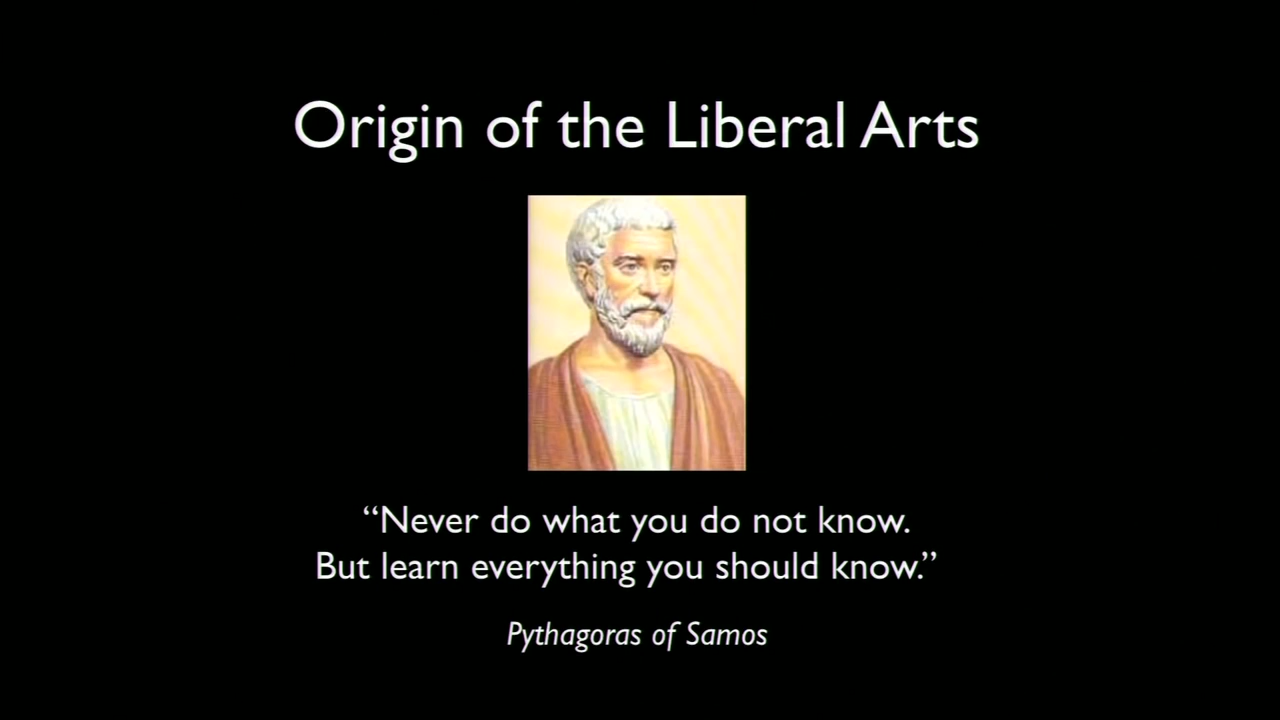 Origin of the Liberal Arts
“Never do what you do not know.
But learn everything you should know.”
Pythagoras of Samos